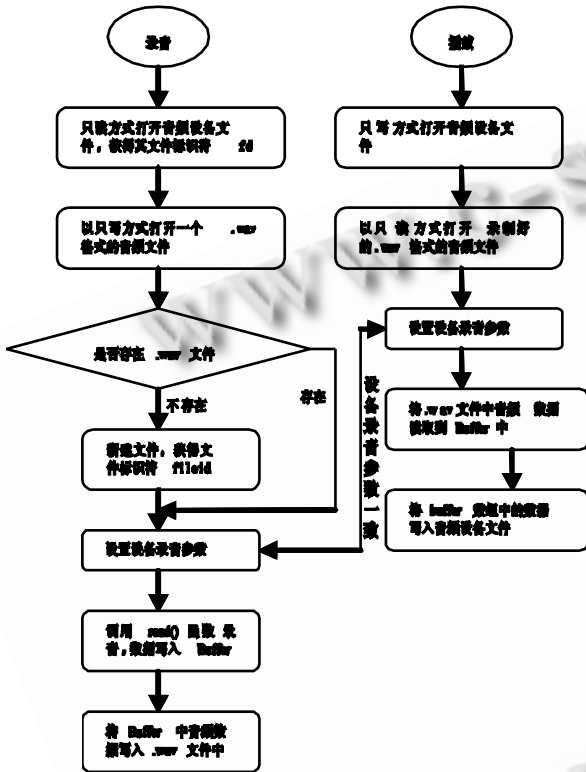 录音
只读方式打开音频设备文
件，获得其文件标识符 fd
以只写方式打开一个 .wav
格式的音频文件
是否存在 .wav 文件
不存在
存在
新建文件，获得文
件标识符 fileid
设置设备录音参数
调用 read() 函数 录
音，数据写入 Buffer
将 Buffer 中音频数
据写入 .wav 文件中
播放
只写方式打开音频设备文
件
以只 读 方式打开 录制好
的.wav 格式的音频文件
设置设备录音参数
将.wav文件中音频 数据
读取到 Buffer 中
将 buffer 数组中的数据
写入音频设备文件
设备录音参数一致